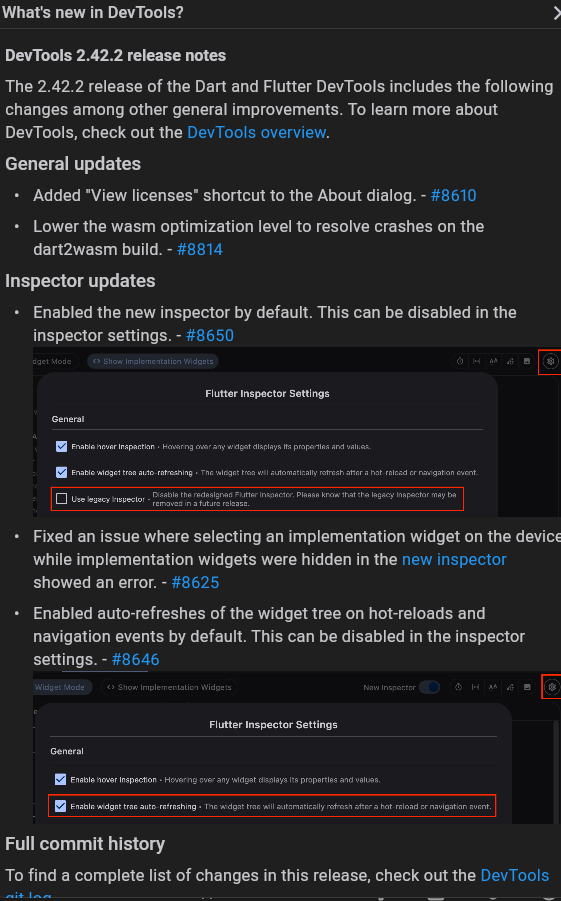 What's new in DevTools?
DevTools 2.42.2 release notes
The 2.42.2 release of the Dart and Flutter DevTools includes the following
changes among other general improvements. To learn more about
DevTools, check out the DevTools overview.
General updates
• Added "View licenses" shortcut to the About dialog. - #8610
• Lower the wasm optimization level to resolve crashes on the
dart2wasm build. - #8814
Inspector updates
• Enabled the new inspector by default. This can be disabled in the
inspector settings. - #8650
dget Mode <> Show Implementation Widgets
Flutter Inspector Settings
General
Enable hover inspection • Hovering over any widget displays its properties and values.
Enable widget tree auto-refreshing • The widget tree will automatically refresh after a hot-reload or navigation event.
Use legacy inspector • Disable the redesigned Flutter inspector. Please know that the legacy inspector may be
removed in a future release.
• Fixed an issue where selecting an implementation widget on the device
while implementation widgets were hidden in the new inspector
showed an error. - #8625
• Enabled auto-refreshes of the widget tree on hot-reloads and
navigation events by default. This can be disabled in the inspector
settings. - #8646
Widget Mode <> Show Implementation Widgets New Inspector
Flutter Inspector Settings
General
Enable hover inspection • Hovering over any widget displays its properties and values.
Enable widget tree auto-refreshing • The widget tree will automatically refresh after a hot-reload or navigation event.
Full commit history
To find a complete list of changes in this release, check out the DevTools
git log